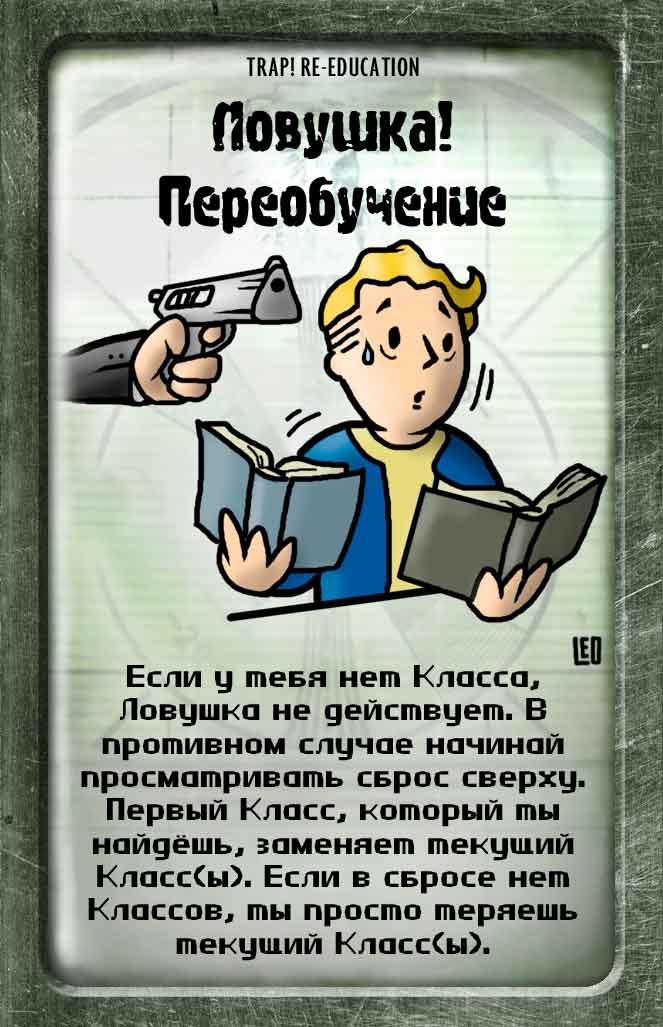 TRAP! RE-EDUCATION
Ловушка!
Переобучение
LEO
Если у тебя нет Класса,
Ловушка не действует. В
противном случае начинай
просматривать сброс сверху.
Первый Класс, который ты
найдёшь, заменяет текущий
Класс(ы). Если в сбросе нет
Классов, ты просто теряешь
текущий Класс(ы).